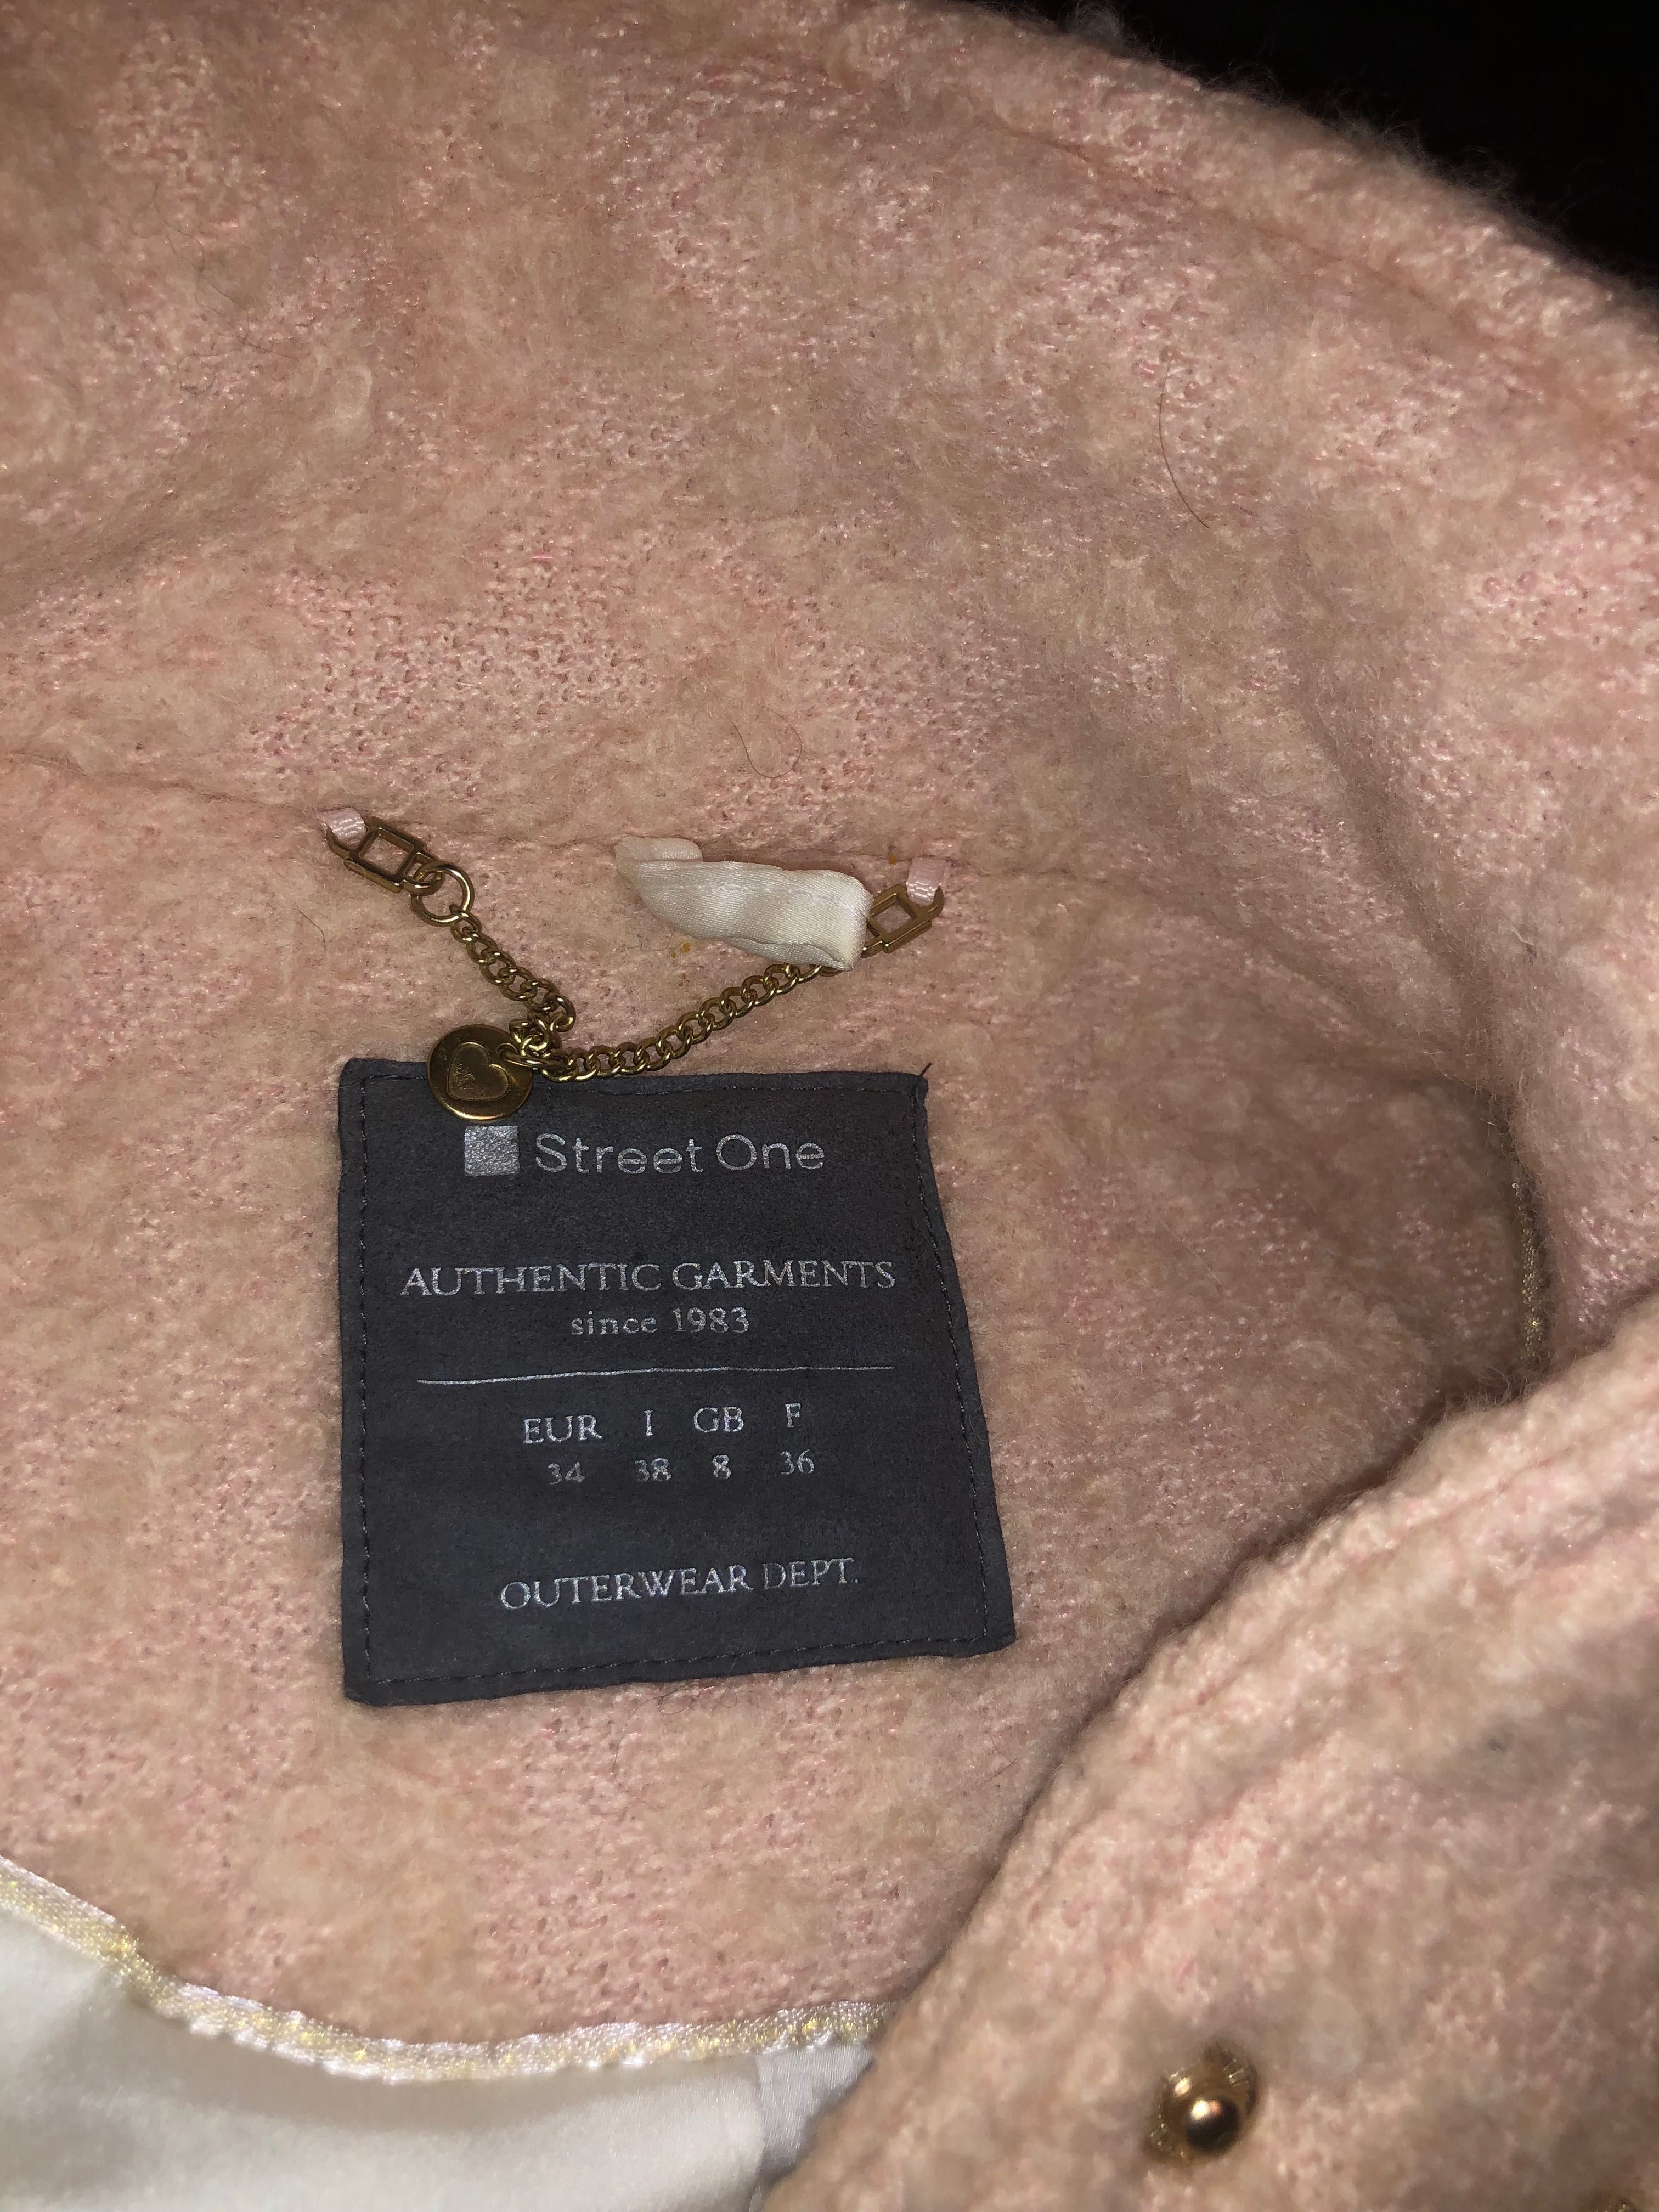 Street One
AUTHENTIC GARMENTS
since 1983
EUR I GB F
34 38 8 36
OUTERWEAR DEPT.